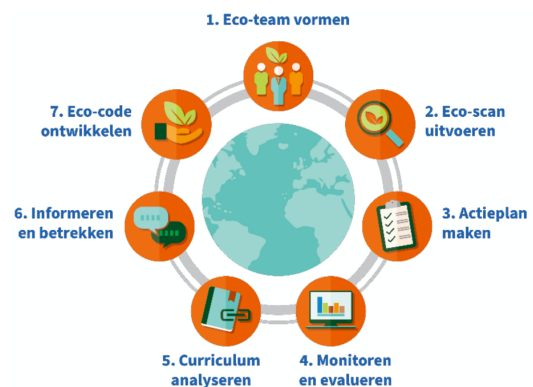 1. Eco-team vormen
2. Eco-scan
uitvoeren
3. Actieplan
maken
4. Monitoren
en evalueren
5. Curriculum
analyseren
6. Informeren
en betrekken
7. Eco-code
ontwikkelen